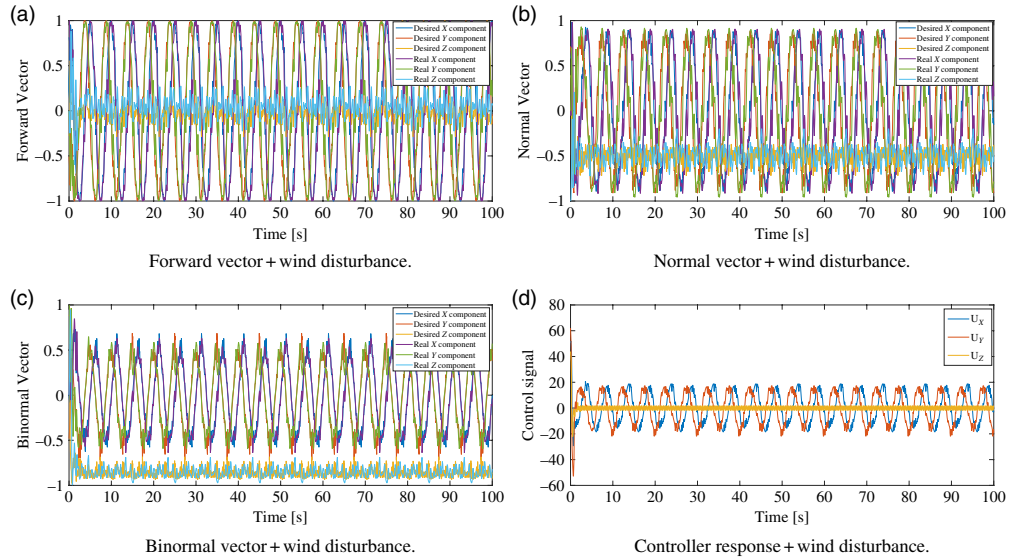 (a)
Forward Vector
1
0.5
0
−0.5
−1
Desired X component
Desired Y component
Desired Z component
Real X component
Real Y component
Real Z component
0 10 20 30 40 50 60 70 80 90 100
Time [s]
Forward vector + wind disturbance.
(b)
Normal Vector
1
0.5
0
−0.5
−1
Desired X component
Desired Y component
Desired Z component
Real X component
Real Y component
Real Z component
0 10 20 30 40 50 60 70 80 90 100
Time [s]
Normal vector + wind disturbance.
(c)
Binormal Vector
1
0.5
0
−0.5
−1
Desired X component
Desired Y component
Desired Z component
Real X component
Real Y component
Real Z component
0 10 20 30 40 50 60 70 80 90 100
Time [s]
Binormal vector + wind disturbance.
(d)
Control signal
80
60
40
20
0
−20
−40
−60
U_X
U_Y
U_Z
0 10 20 30 40 50 60 70 80 90 100
Time [s]
Controller response + wind disturbance.